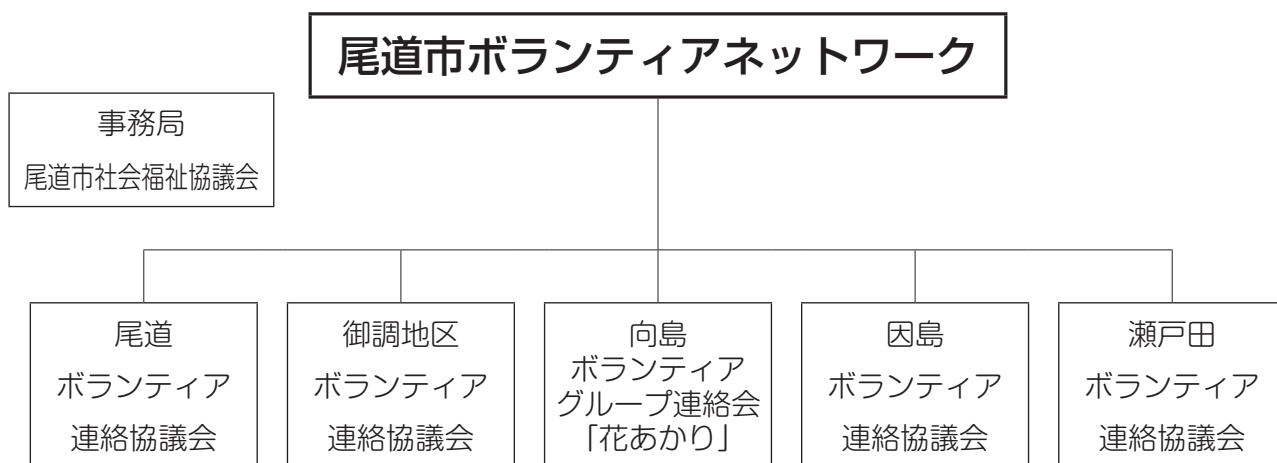 尾道市ボランティアネットワーク
事務局
尾道市社会福祉協議会
尾道
ボランティア
連絡協議会
御調地区
ボランティア
連絡協議会
向島
ボランティア
グループ連絡会
「花あかり」
因島
ボランティア
連絡協議会
瀬戸田
ボランティア
連絡協議会